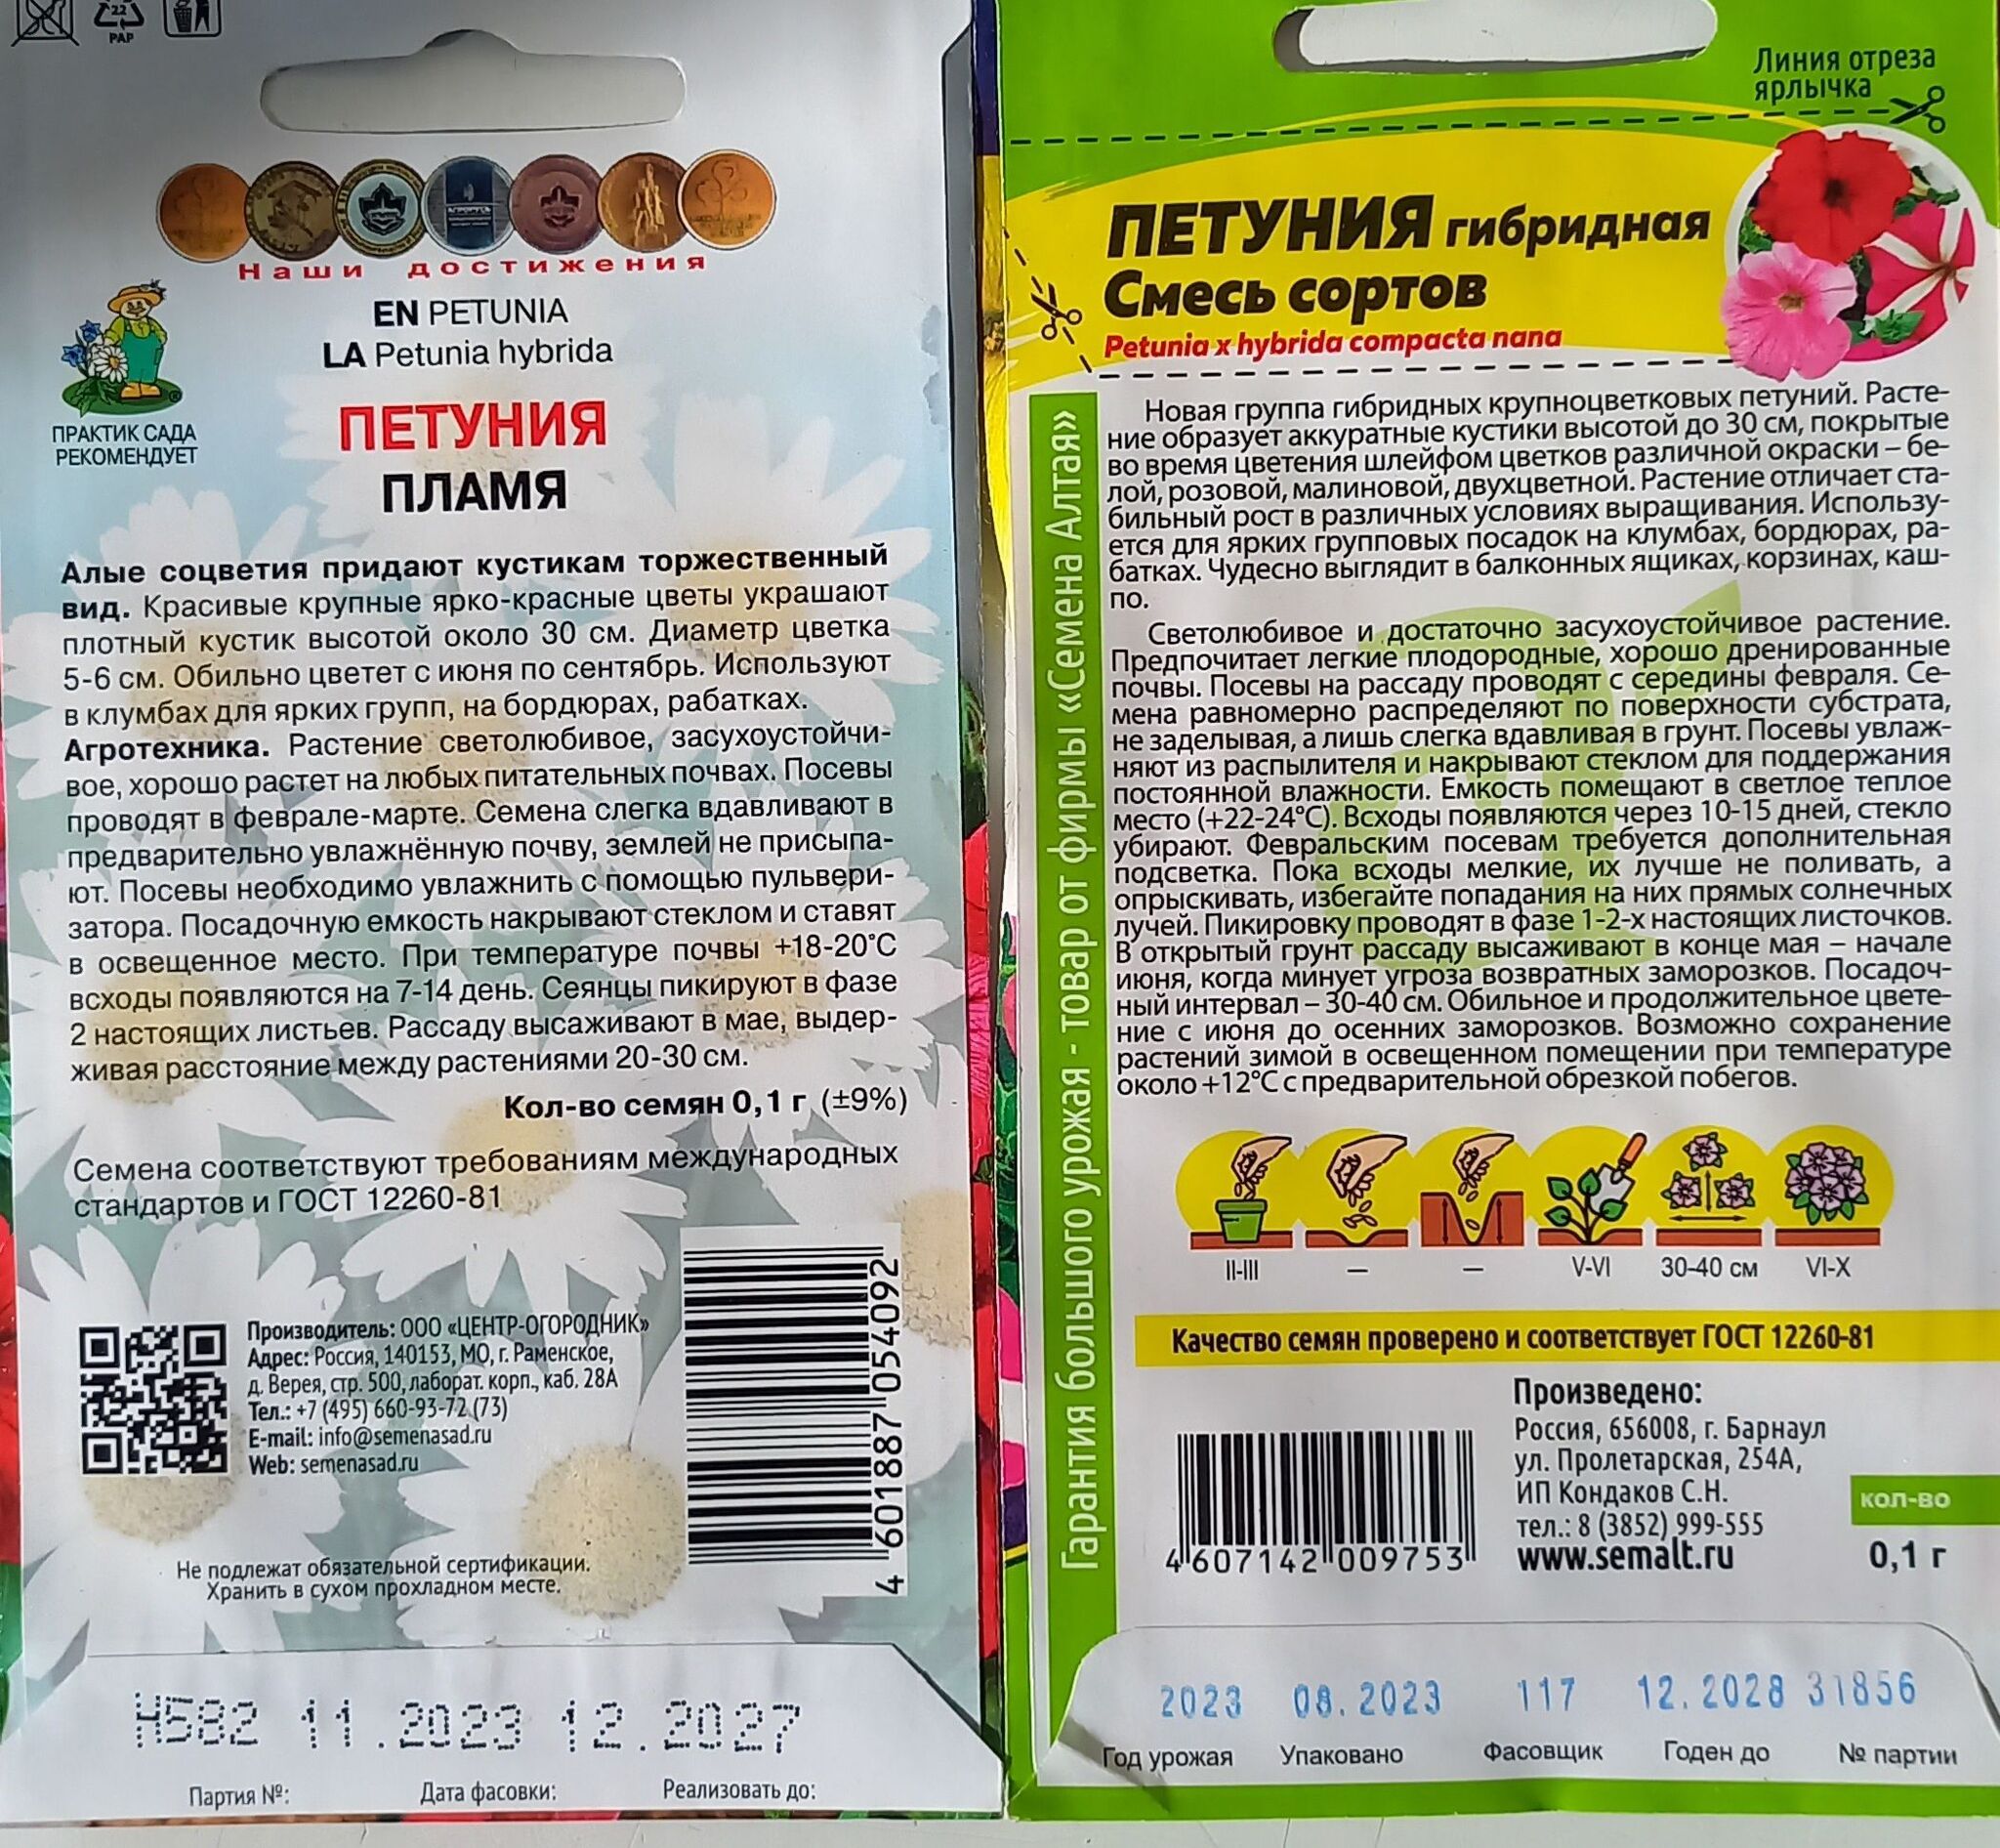 PAP
Наши достижения
ПРАКТИК САДА
РЕКОМЕНДУЕТ
EN PETUNIA
LA Petunia hybrida
ПЕТУНИЯ
ПЛАМЯ
Алые соцветия придают кустикам торжественный
вид. Красивые крупные ярко-красные цветы украшают
плотный кустик высотой около 30 см. Диаметр цветка
5-6 см. Обильно цветет с июня по сентябрь. Используют
в клумбах для ярких групп, на бордюрах, рабатках.
Агротехника. Растение светолюбивое, засухоустойчи-
вое, хорошо растет на любых питательных почвах. Посевы
проводят в феврале-марте. Семена слегка вдавливают в
предварительно увлажнённую почву, землей не присыпа-
ют. Посевы необходимо увлажнить с помощью пульвери-
затора. Посадочную емкость накрывают стеклом и ставят
в освещенное место. При температуре почвы +18-20°С
всходы появляются на 7-14 день. Сеянцы пикируют в фазе
2 настоящих листьев. Рассаду высаживают в мае, выдер-
живая расстояние между растениями 20-30 см.
Кол-во семян 0,1 г (±9%)
Семена соответствуют требованиям международных
стандартов и ГОСТ 12260-81
Производитель: ООО «ЦЕНТР-ОГОРОДНИК»
Адрес: Россия, 140153, МО, г. Раменское,
д. Верея, стр. 500, лаборат. корп., каб. 28А
Тел.: +7 (495) 660-93-72 (73)
E-mail: info@semenasad.ru
Web: semenasad.ru
4 601887 054092
Не подлежат обязательной сертификации.
Хранить в сухом прохладном месте.
Н582 11.2023 12.2027
Партия №: Дата фасовки: Реализовать до:
Линия отреза
ярлычка
ПЕТУНИЯ гибридная
Смесь сортов
Petunia x hybrida compacta nana
Гарантия большого урожая - товар от фирмы «Семена Алтая»
Новая группа гибридных крупноцветковых петуний. Расте-
ние образует аккуратные кустики высотой до 30 см, покрытые
во время цветения шлейфом цветков различной окраски – бе-
лой, розовой, малиновой, двухцветной. Растение отличает ста-
бильный рост в различных условиях выращивания. Использу-
ется для ярких групповых посадок на клумбах, бордюрах, ра-
батках. Чудесно выглядит в балконных ящиках, корзинах, каш-
по.
Светолюбивое и достаточно засухоустойчивое растение.
Предпочитает легкие плодородные, хорошо дренированные
почвы. Посевы на рассаду проводят с середины февраля. Се-
мена равномерно распределяют по поверхности субстрата,
не заделывая, а лишь слегка вдавливая в грунт. Посевы увлаж-
няют из распылителя и накрывают стеклом для поддержания
постоянной влажности. Емкость помещают в светлое теплое
место (+22-24°С). Всходы появляются через 10-15 дней, стекло
убирают. Февральским посевам требуется дополнительная
подсветка. Пока всходы мелкие, их лучше не поливать, а
опрыскивать, избегайте попадания на них прямых солнечных
лучей. Пикировку проводят в фазе 1-2-х настоящих листочков.
В открытый грунт рассаду высаживают в конце мая – начале
июня, когда минует угроза возвратных заморозков. Посадоч-
ный интервал – 30-40 см. Обильное и продолжительное цвете-
ние с июня до осенних заморозков. Возможно сохранение
растений зимой в освещенном помещении при температуре
около +12°С с предварительной обрезкой побегов.
II-III — — V-VI 30-40 см VI-X
Качество семян проверено и соответствует ГОСТ 12260-81
Произведено:
Россия, 656008, г. Барнаул
ул. Пролетарская, 254А,
ИП Кондаков С.Н.
тел.: 8 (3852) 999-555
www.semalt.ru
4 607142 009753
кол-во
0,1 г
2023 08.2023 117 12.2028 31856
Год урожая Упаковано Фасовщик Годен до № партии